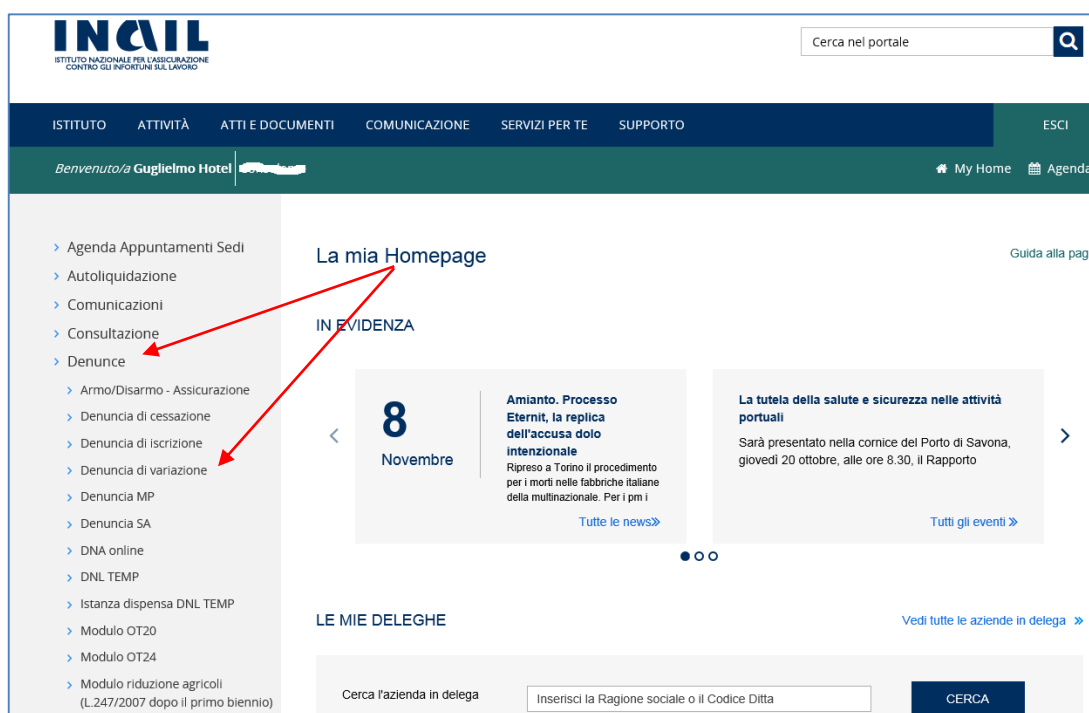 INAIL
ISTITUTO NAZIONALE PER L'ASSICURAZIONE
CONTRO GLI INFORTUNI SUL LAVORO
Cerca nel portale
ISTITUTO ATTIVITÀ ATTI E DOCUMENTI COMUNICAZIONE SERVIZI PER TE SUPPORTO ESCI
Benvenuto/a Guglielmo Hotel
My Home Agenda
Agenda Appuntamenti Sedi
Autoliquidazione
Comunicazioni
Consultazione
Denunce
Armo/Disarmo - Assicurazione
Denuncia di cessazione
Denuncia di iscrizione
Denuncia di variazione
Denuncia MP
Denuncia SA
DNA online
DNL TEMP
Istanza dispensa DNL TEMP
Modulo OT20
Modulo OT24
Modulo riduzione agricoli
(L.247/2007 dopo il primo biennio)
La mia Homepage
Guida alla pag
IN EVIDENZA
8
Novembre
Amianto. Processo
Eternit, la replica
dell'accusa dolo
intenzionale
Ripreso a Torino il procedimento
per i morti nelle fabbriche italiane
della multinazionale. Per i pm i
Tutte le news»
La tutela della salute e sicurezza nelle attività
portuali
Sarà presentato nella cornice del Porto di Savona,
giovedì 20 ottobre, alle ore 8.30, il Rapporto
Tutti gli eventi »
LE MIE DELEGHE
Vedi tutte le aziende in delega »
Cerca l'azienda in delega
Inserisci la Ragione sociale o il Codice Ditta
CERCA